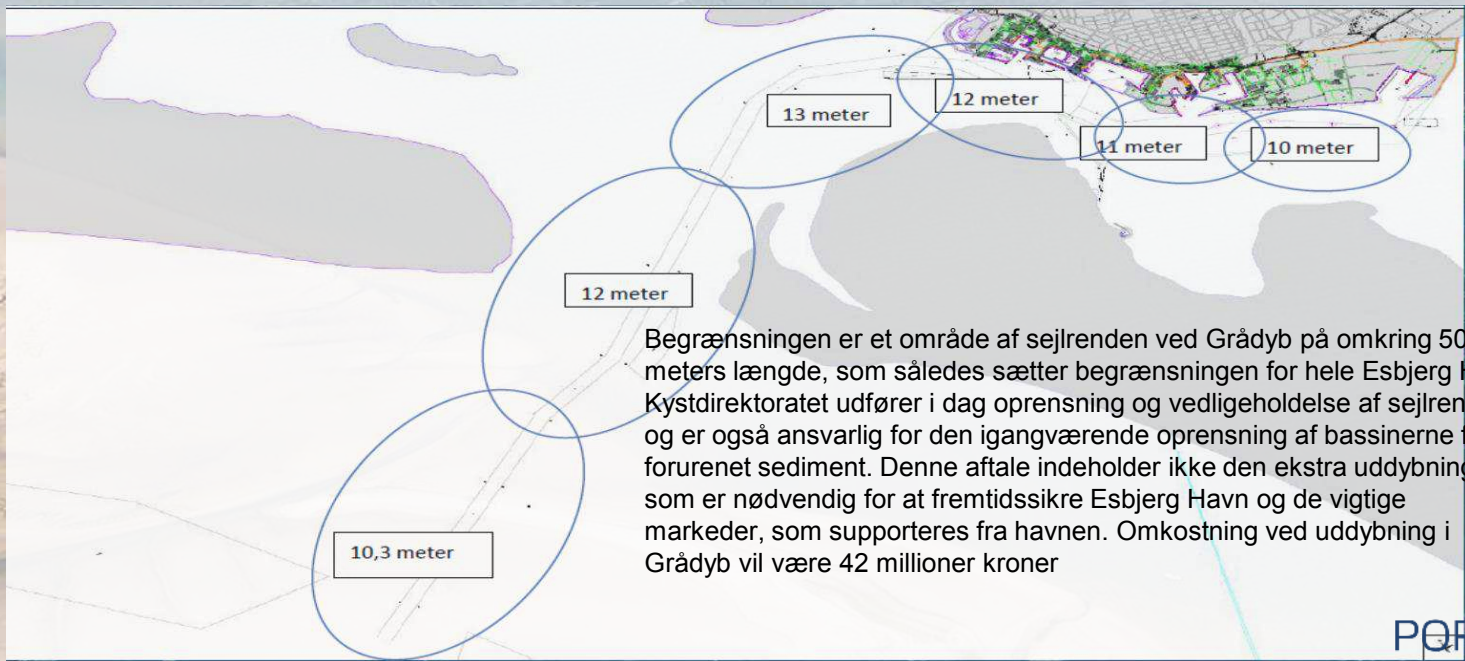 13 meter
12 meter
11 meter
10 meter
12 meter
10,3 meter
Begrænsningen er et område af sejlrenden ved Grådyb på omkring 50
meters længde, som således sætter begrænsningen for hele Esbjerg H
Kystdirektoratet udfører i dag oprensning og vedligeholdelse af sejlren
og er også ansvarlig for den igangværende oprensning af bassinerne f
forurenet sediment. Denne aftale indeholder ikke den ekstra uddybning
som er nødvendig for at fremtidssikre Esbjerg Havn og de vigtige
markeder, som supporteres fra havnen. Omkostning ved uddybning i
Grådyb vil være 42 millioner kroner